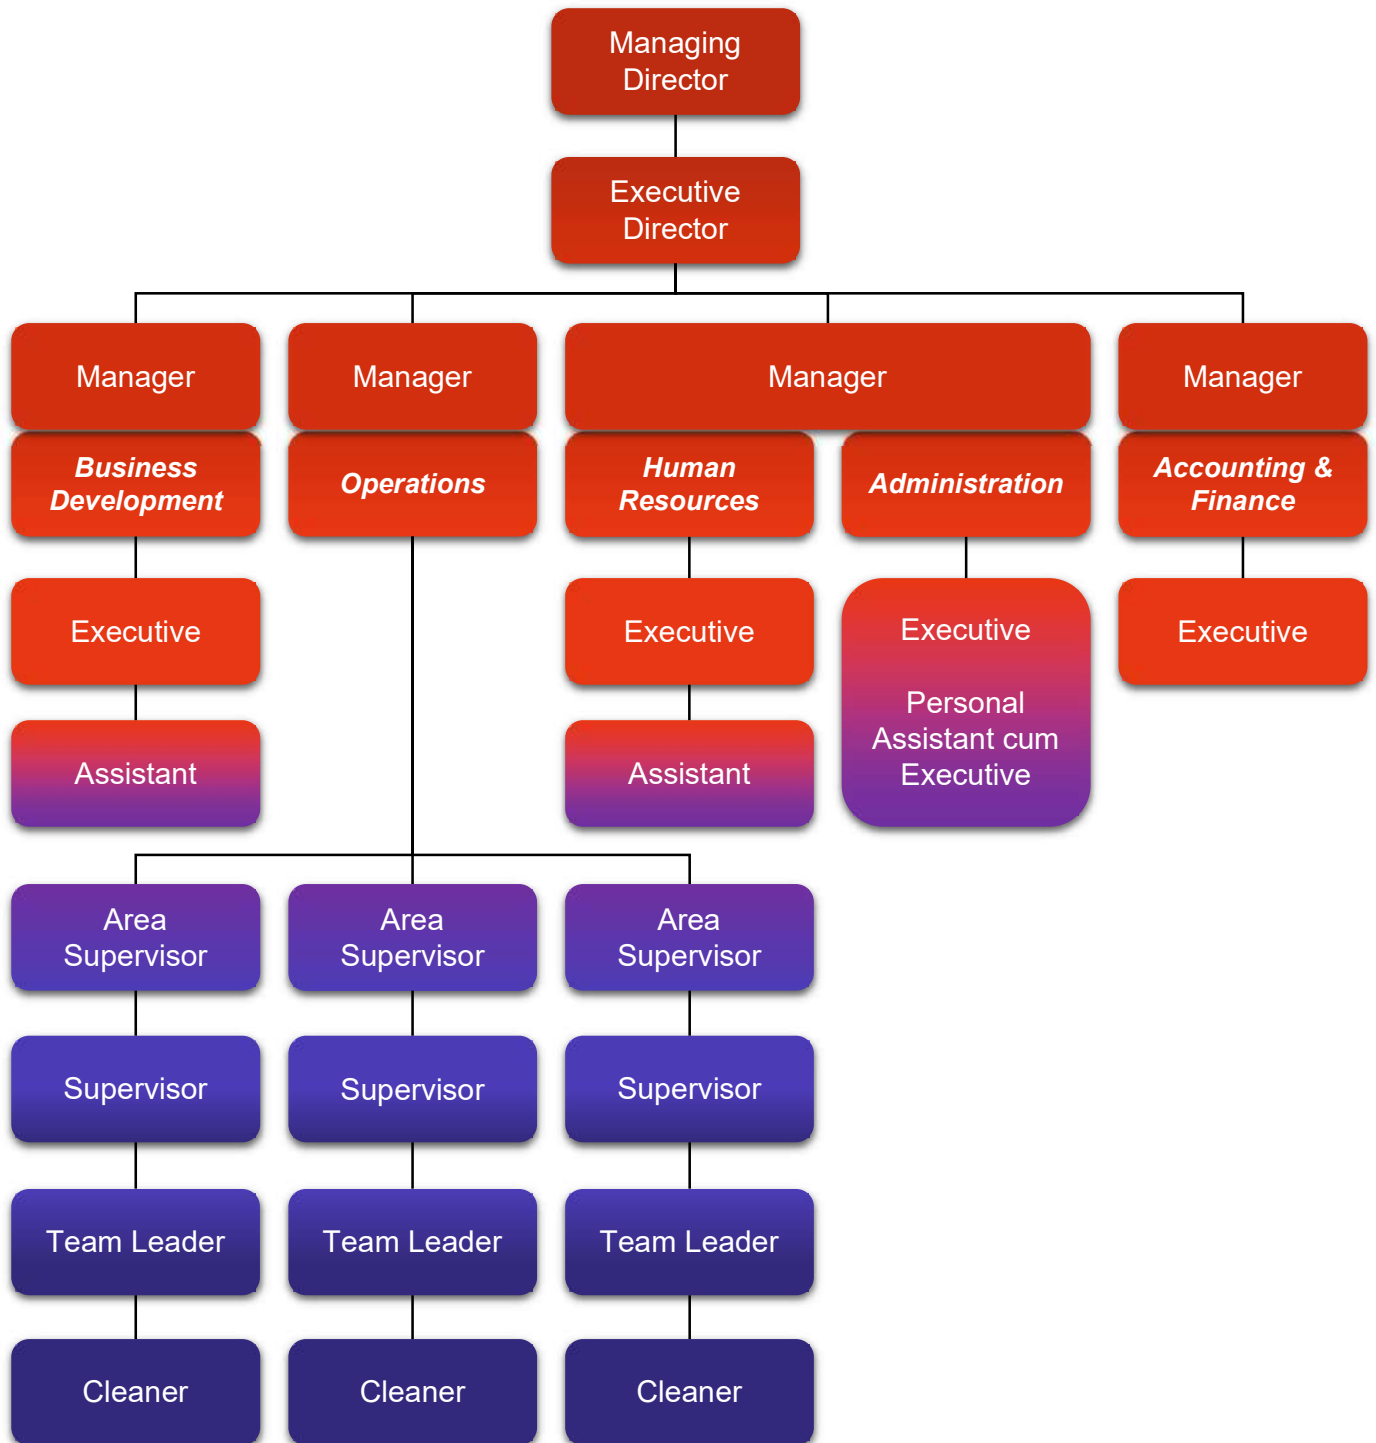 Managing
Director
Executive
Director
Manager
Manager
Manager
Manager
Business
Development
Operations
Human
Resources
Administration
Accounting &
Finance
Executive
Executive
Executive
Personal
Assistant cum
Executive
Executive
Assistant
Assistant
Area
Supervisor
Area
Supervisor
Area
Supervisor
Supervisor
Supervisor
Supervisor
Team Leader
Team Leader
Team Leader
Cleaner
Cleaner
Cleaner